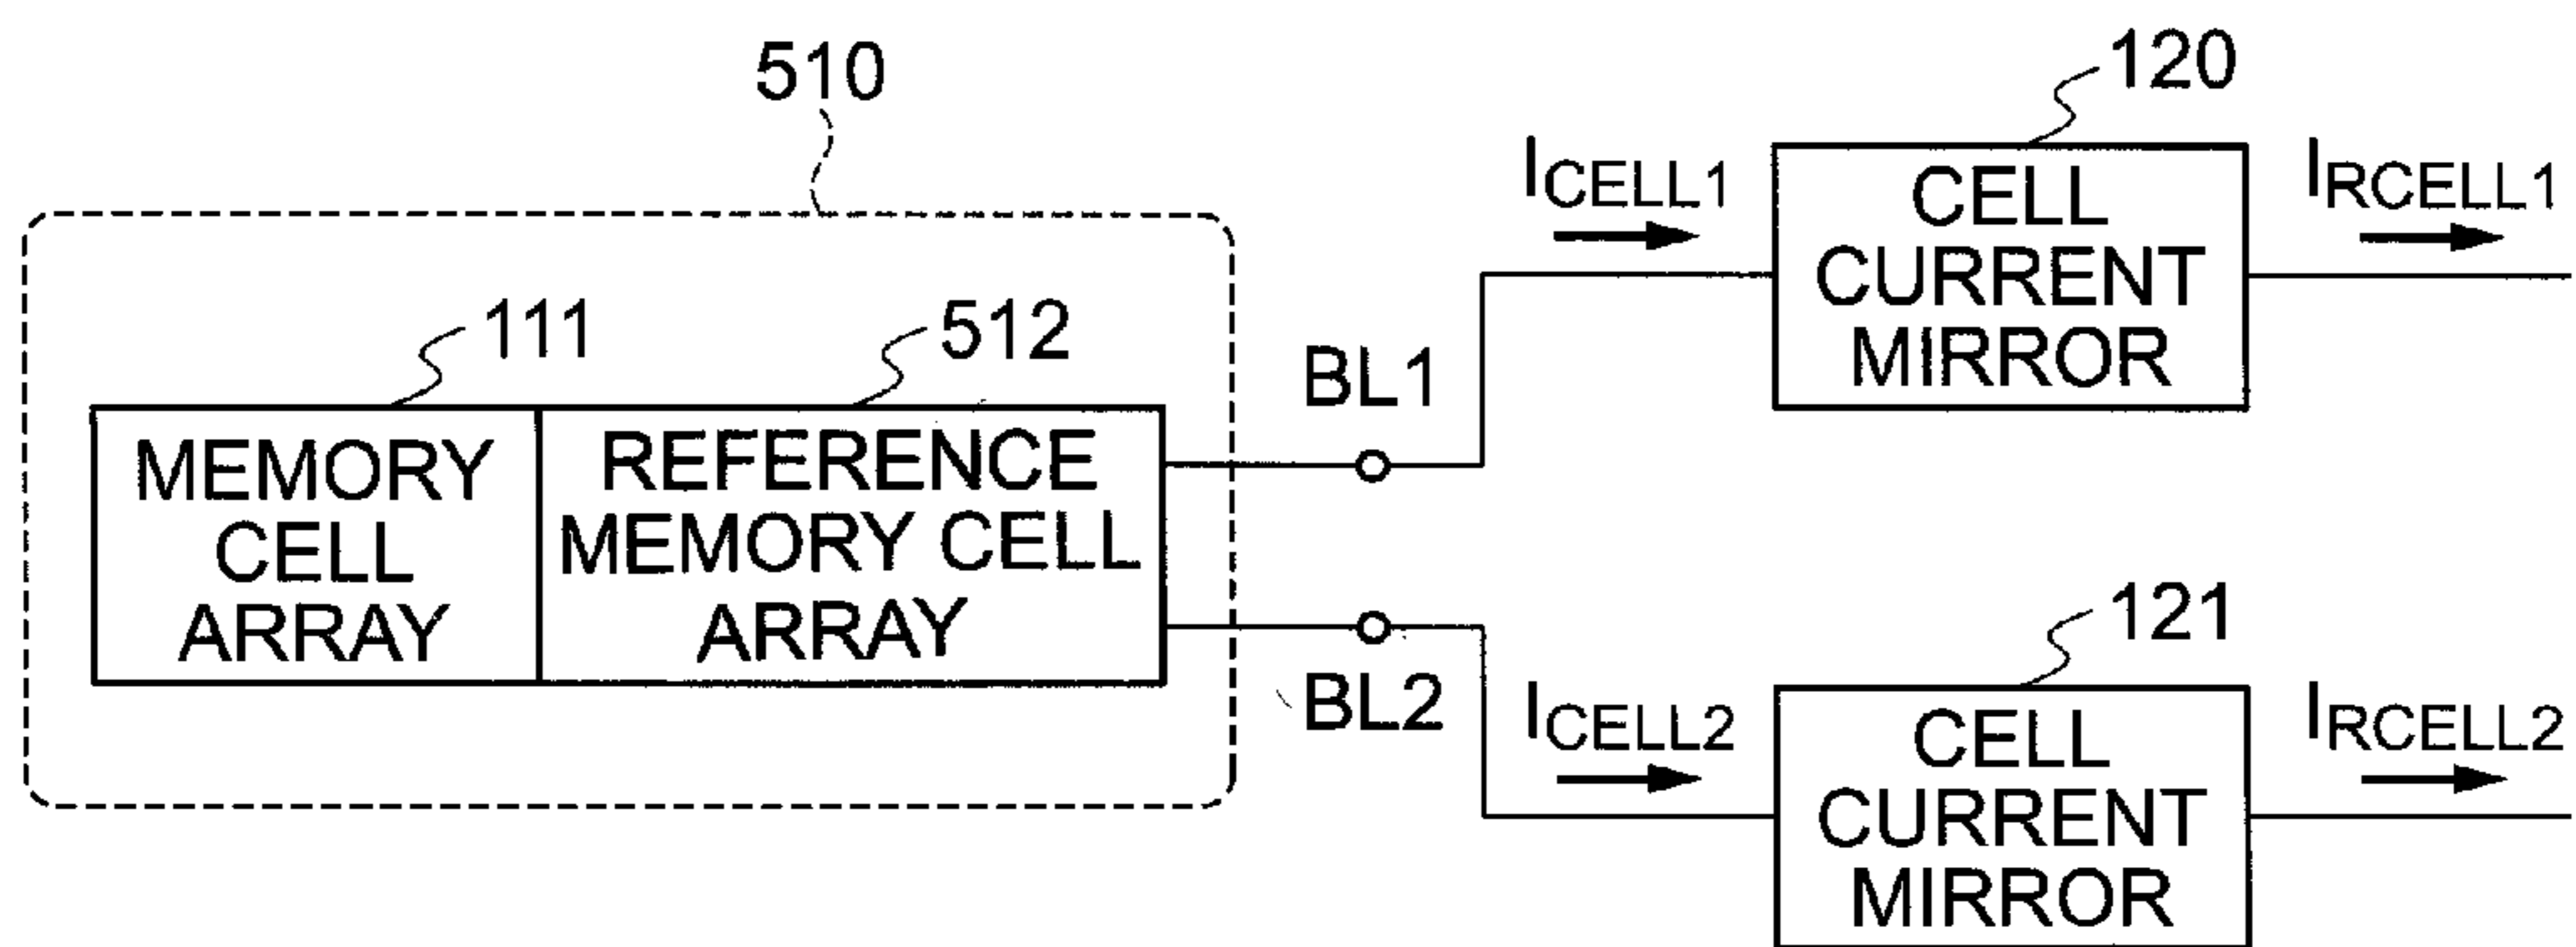 510
111
512
MEMORY
CELL
ARRAY
REFERENCE
MEMORY CELL
ARRAY
BL1
BL2
120
ICELL1
CELL
CURRENT
MIRROR
IRCELL1
121
ICELL2
CELL
CURRENT
MIRROR
IRCELL2